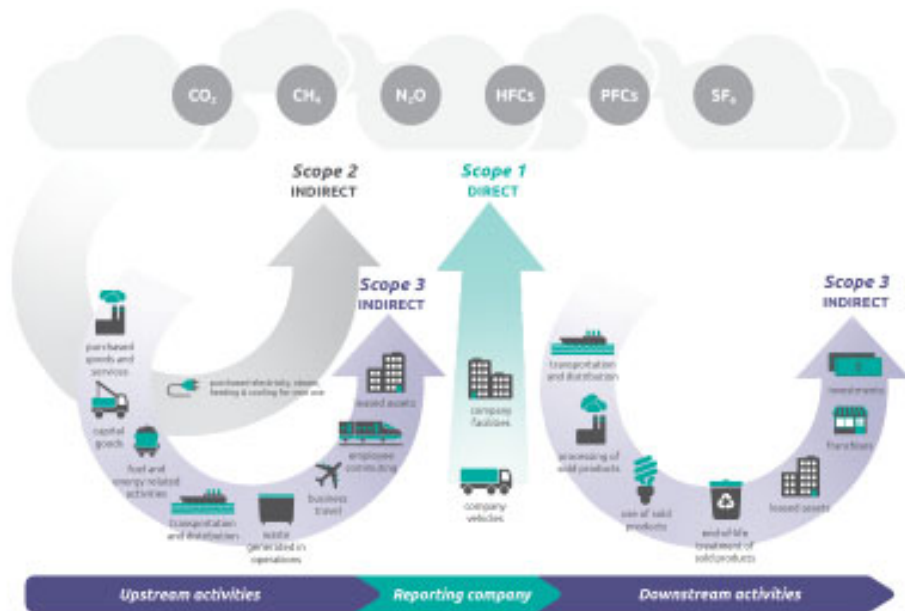 CO₂
CH₄
N₂O
HFCs
PFCs
SF₆
Scope 2
INDIRECT
Scope 1
DIRECT
Scope 3
INDIRECT
Scope 3
INDIRECT
purchased
goods and
services
capital
goods
fuel and
energy related
activities
transportation
and distribution
waste
generated in
operations
business
travel
employee
commuting
leased assets
purchased electricity, steam,
heating & cooling for own use
company
facilities
company
vehicles
transportation
and distribution
processing of
sold products
use of sold
products
end-of-life
treatment of
sold products
leased assets
franchises
investments
Upstream activities
Reporting company
Downstream activities